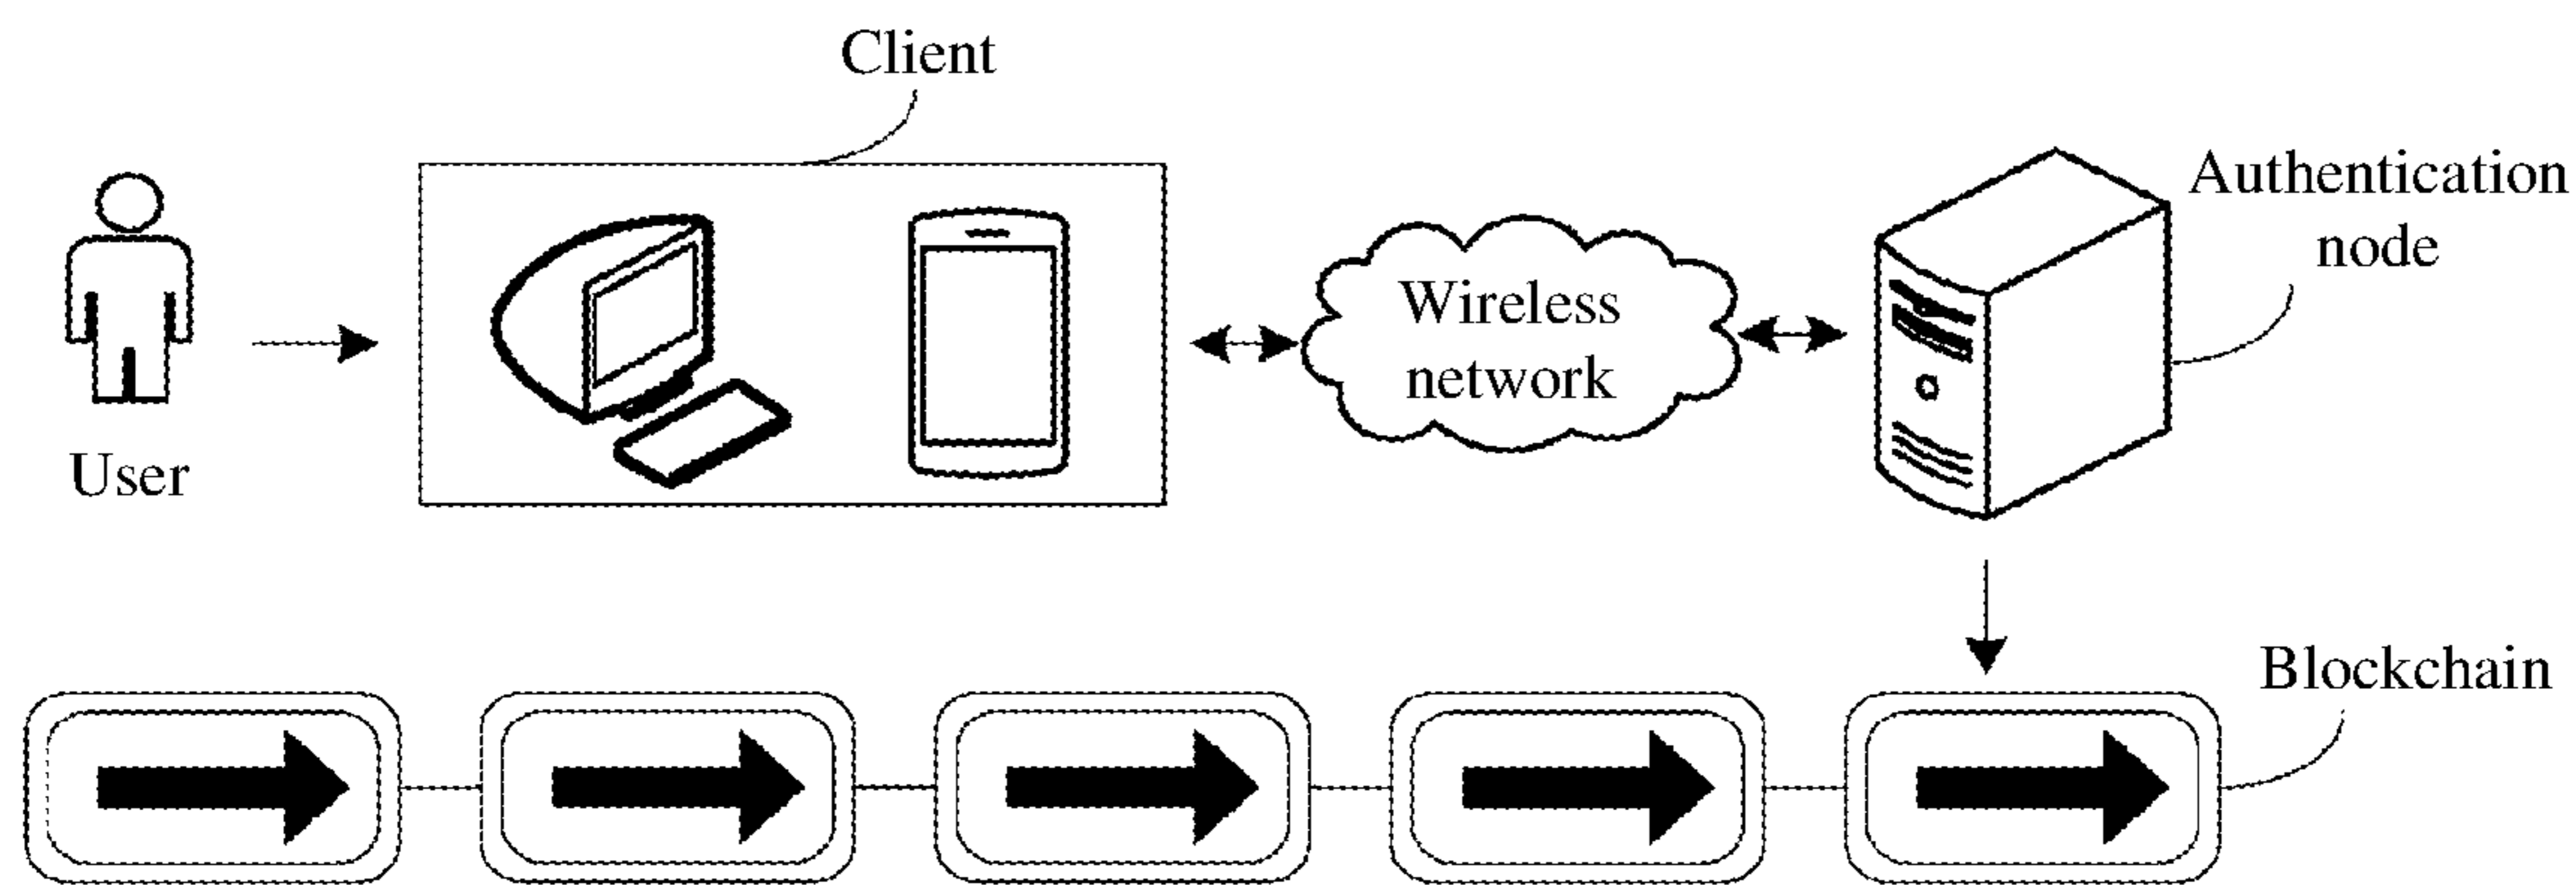 Client
Authentication
node
Wireless
network
User
Blockchain